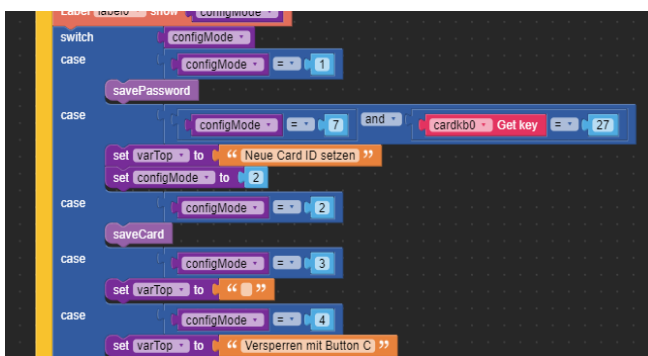 Label label0 show configMode
switch configMode
case configMode = 1
savePassword
case configMode = 7 and cardkb0 Get key = 27
set varTop to “ Neue Card ID setzen ”
set configMode to 2
case configMode = 2
saveCard
case configMode = 3
set varTop to “ ”
case configMode = 4
set varTop to “ Versperren mit Button C ”